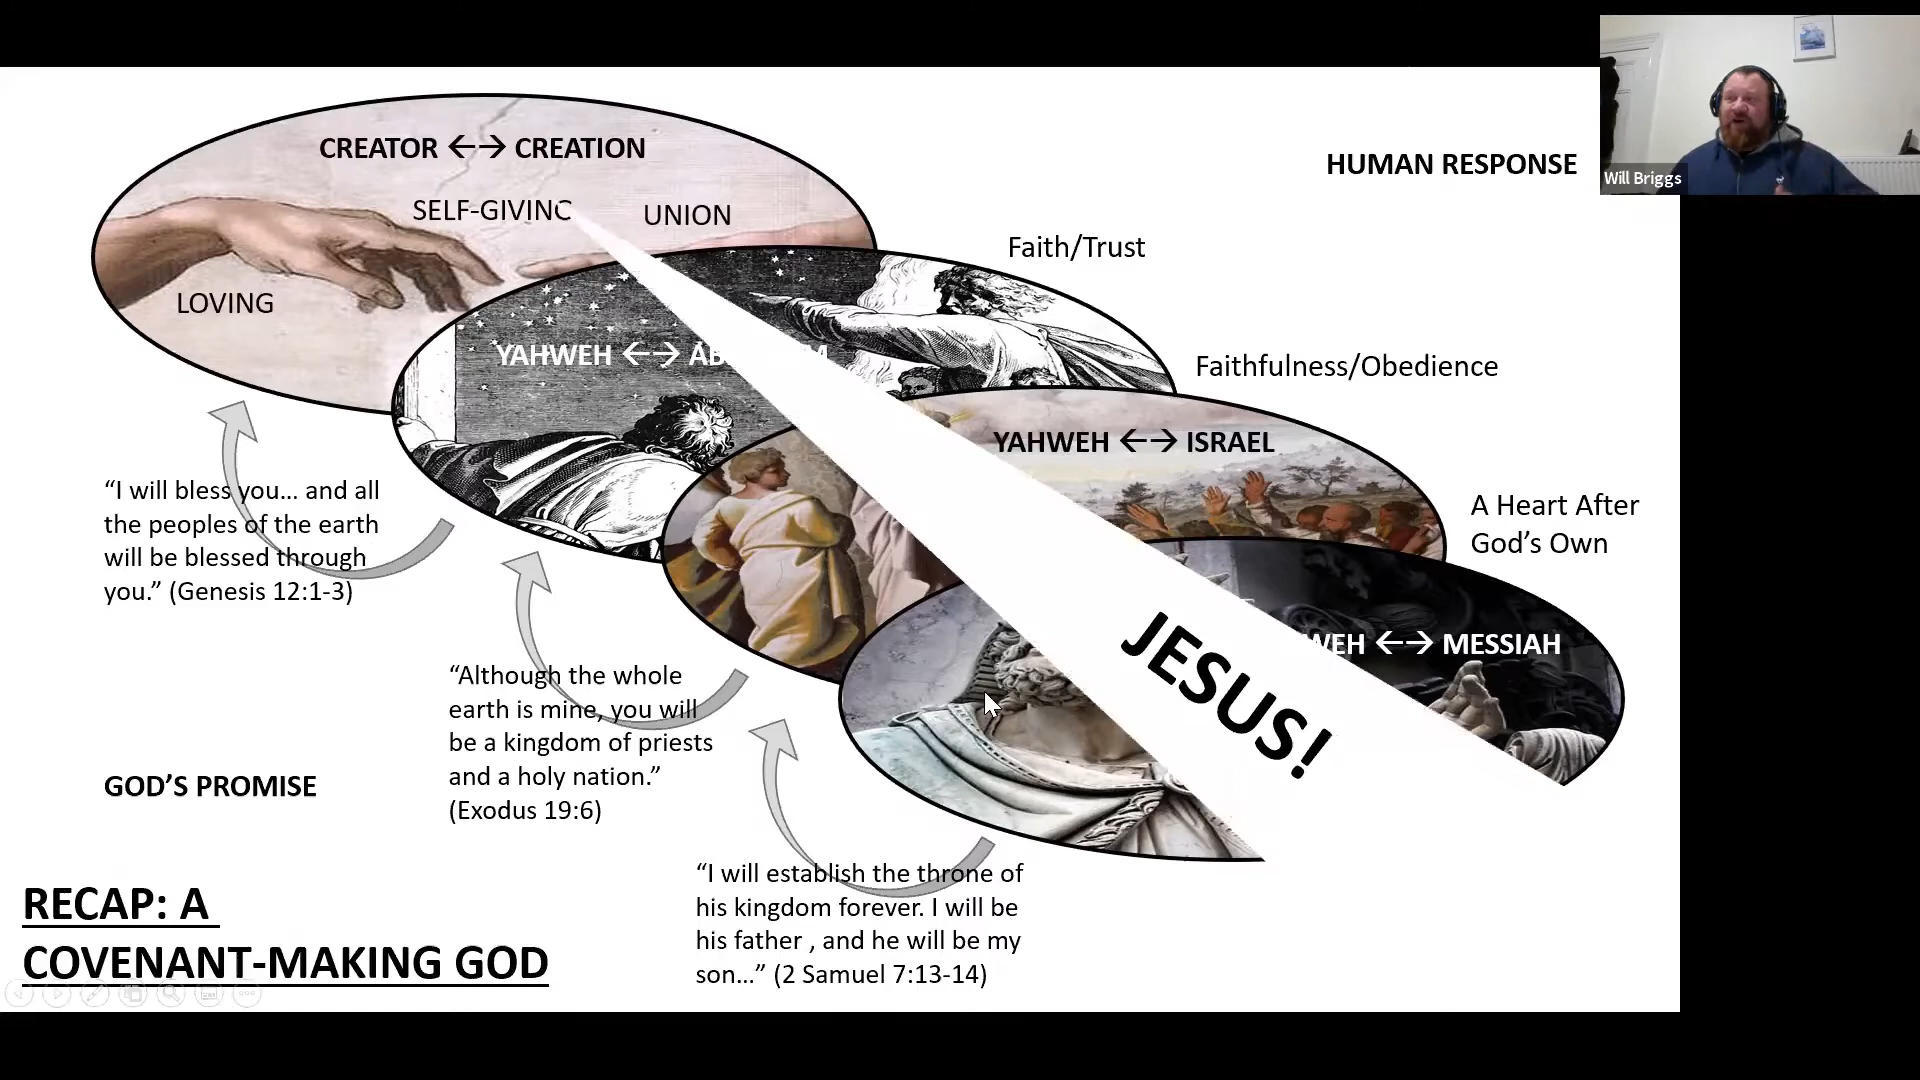 CREATOR ←→ CREATION
SELF-GIVING
UNION
LOVING
HUMAN RESPONSE
Will Briggs
Faith/Trust
YAHWEH ←→
Faithfulness/Obedience
YAHWEH ←→ ISRAEL
A Heart After
God’s Own
←→ MESSIAH
JESUS!
“I will bless you... and all
the peoples of the earth
will be blessed through
you.” (Genesis 12:1-3)
“Although the whole
earth is mine, you will
be a kingdom of priests
and a holy nation.”
(Exodus 19:6)
GOD’S PROMISE
“I will establish the throne of
his kingdom forever. I will be
his father , and he will be my
son...” (2 Samuel 7:13-14)
RECAP: A
COVENANT-MAKING GOD